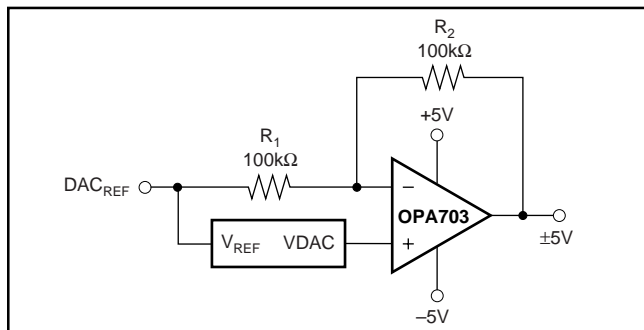 R2
100kΩ
+5V
R1
100kΩ
DACREF
−
OPA703
VREF VDAC
+
±5V
–5V